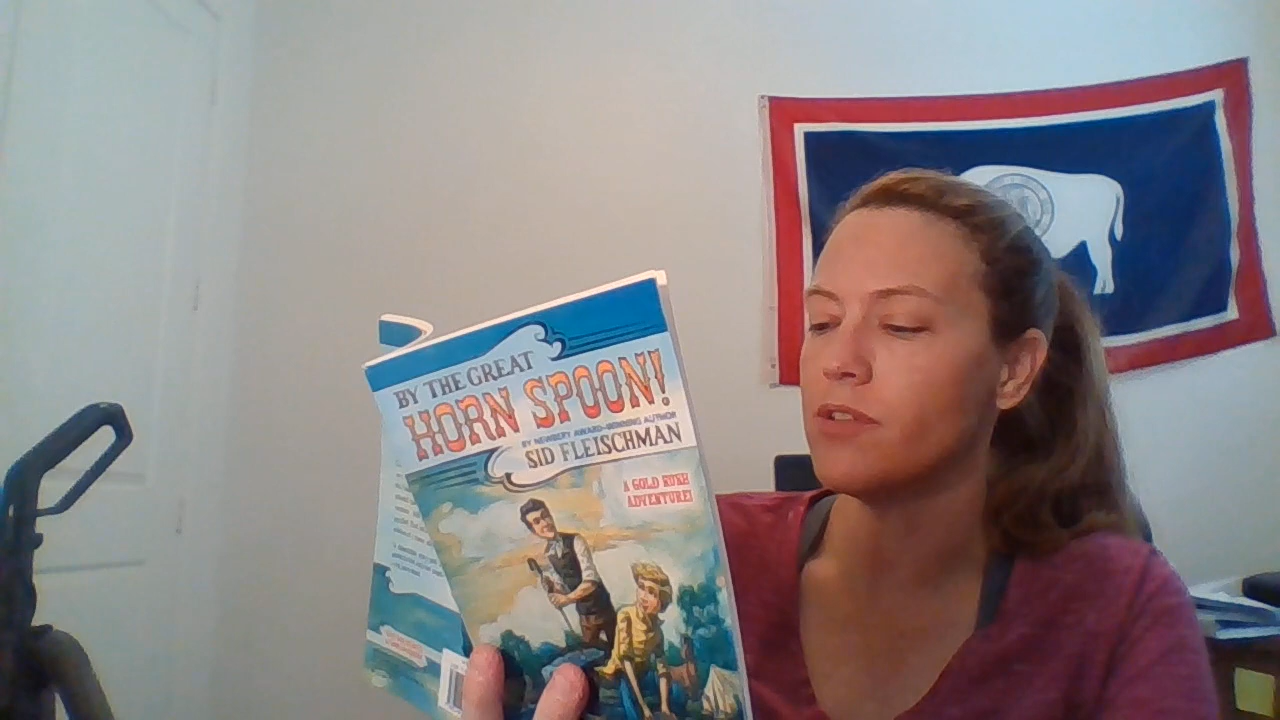 BY THE GREAT
HORN SPOON!
BY NEWBERY AWARD-WINNING AUTHOR
SID FLEISCHMAN
A GOLD RUSH
ADVENTURE!